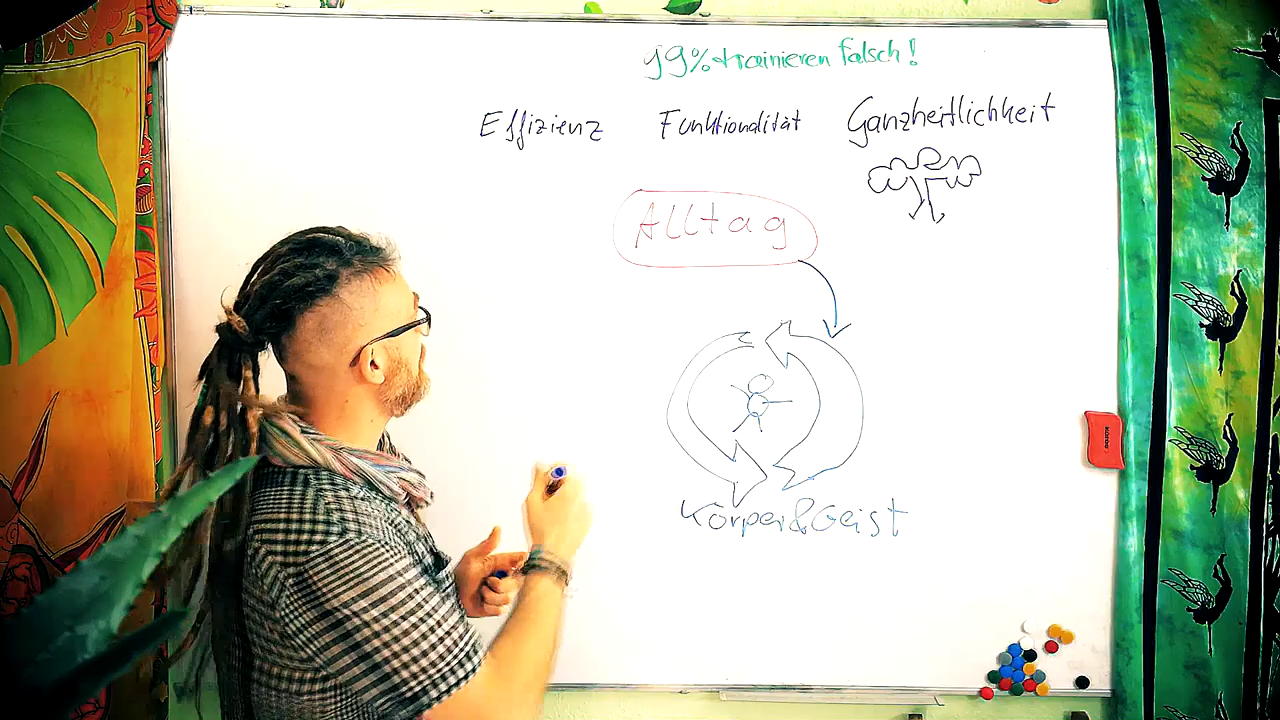 99% trainieren falsch!
Effizienz Funktionalität Ganzheitlichkeit
Alltag
Körper&Geist